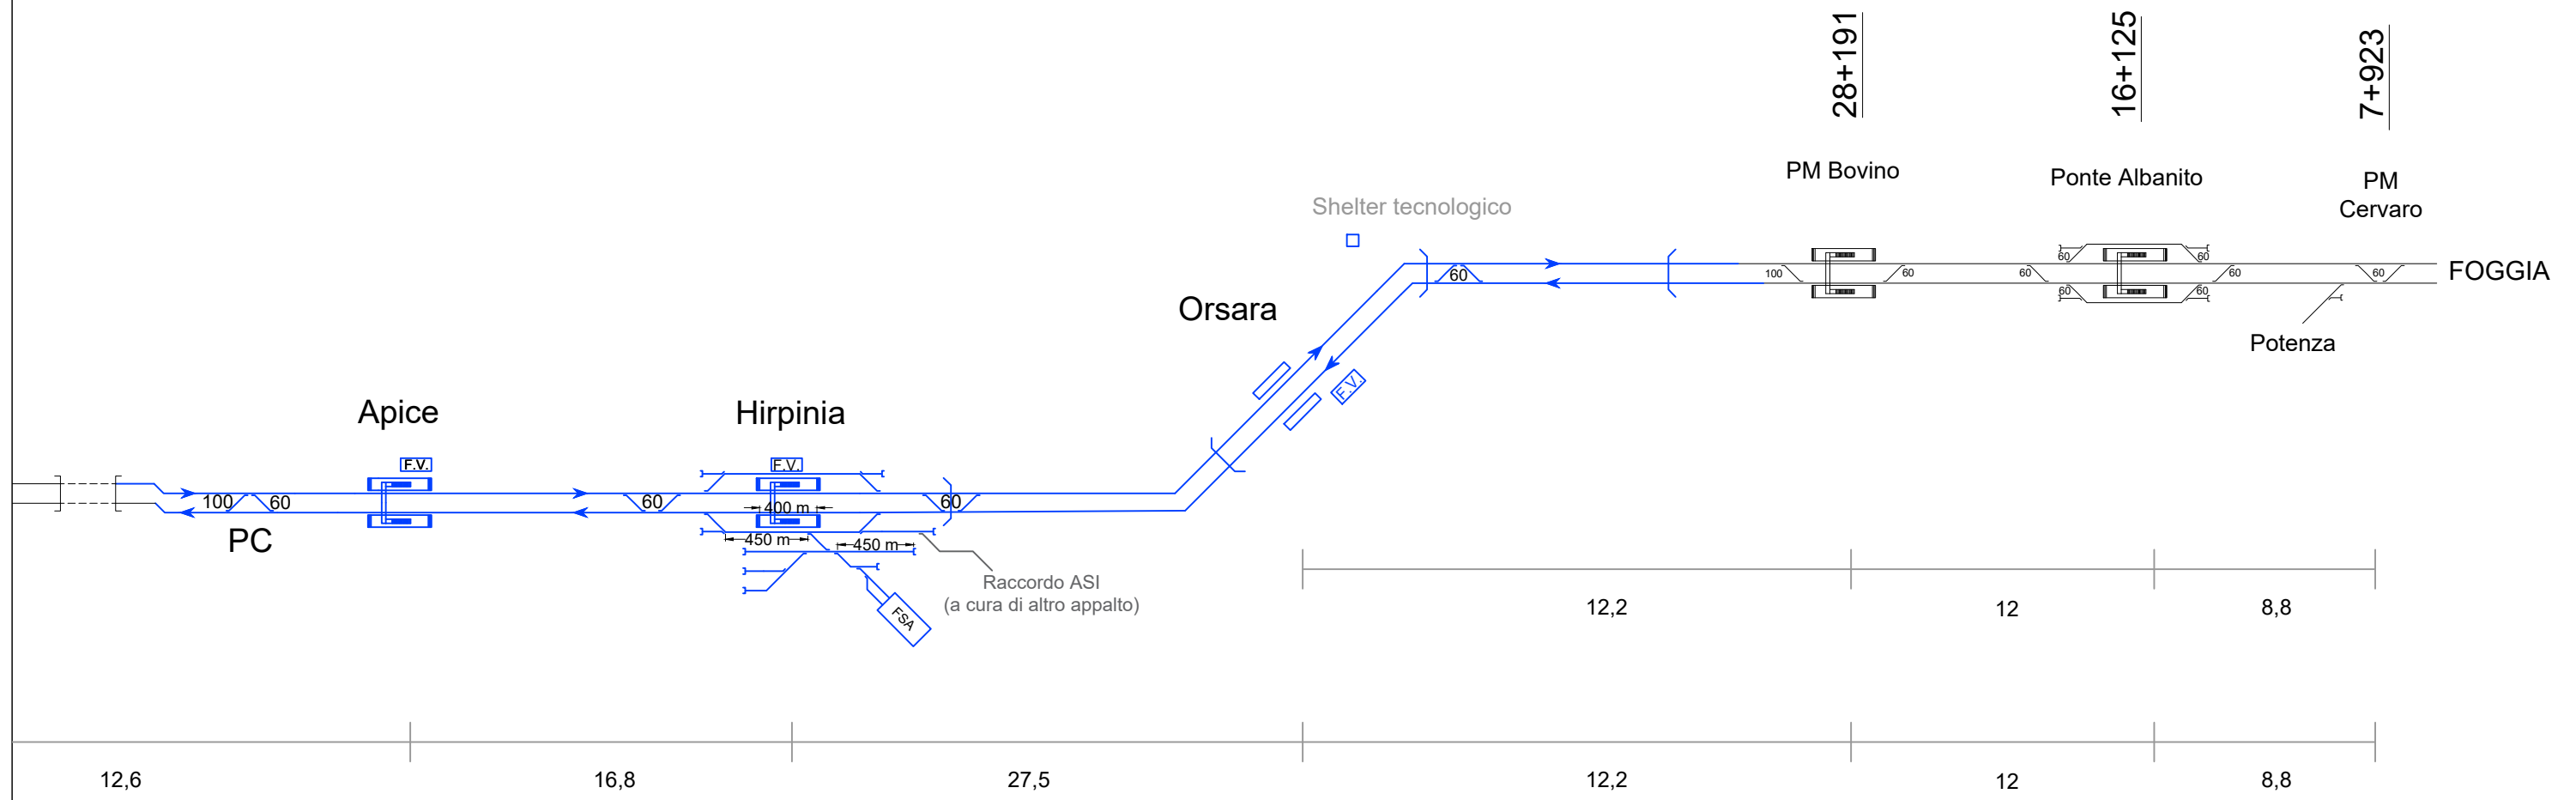 28+191
16+125
7+923
PM Bovino
Ponte Albanito
PM
Cervaro
Shelter tecnologico
60
60
60
100
60
60
60
60
FOGGIA
60
60
Orsara
Potenza
F.V.
Apice
Hirpinia
F.V.
F.V.
100
60
60
60
400 m
PC
450 m
450 m
Raccordo ASI
(a cura di altro appalto)
FSA
12,2
12
8,8
12,6
16,8
27,5
12,2
12
8,8